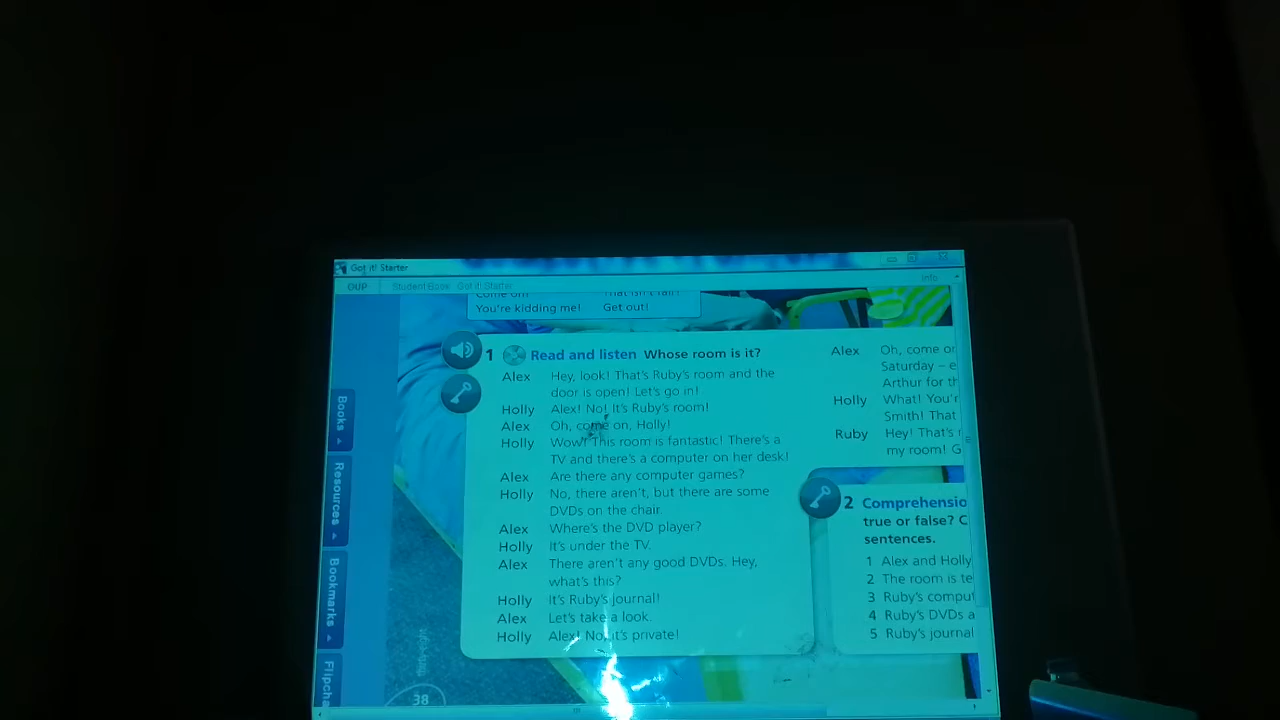 Got it! Starter
OUP Student Book Got it! Starter Info
Come on! That isn't fair!
You're kidding me! Get out!
1 Read and listen Whose room is it?
Alex Hey, look! That's Ruby's room and the
door is open! Let's go in!
Holly Alex! No! It's Ruby's room!
Alex Oh, come on, Holly!
Holly Wow! This room is fantastic! There's a
TV and there's a computer on her desk!
Alex Are there any computer games?
Holly No, there aren't, but there are some
DVDs on the chair.
Alex Where's the DVD player?
Holly It's under the TV.
Alex There aren't any good DVDs. Hey,
what's this?
Holly It's Ruby's journal!
Alex Let's take a look.
Holly Alex! No, it's private!
Alex Oh, come o
Saturday – e
Arthur for th
Holly What! You'r
Smith! That
Ruby Hey! That's
my room! G
2 Comprehensio
true or false? C
sentences.
1 Alex and Holly
2 The room is te
3 Ruby's comput
4 Ruby's DVDs a
5 Ruby's journal
Books
Resources
Bookmarks
Flipcha
38